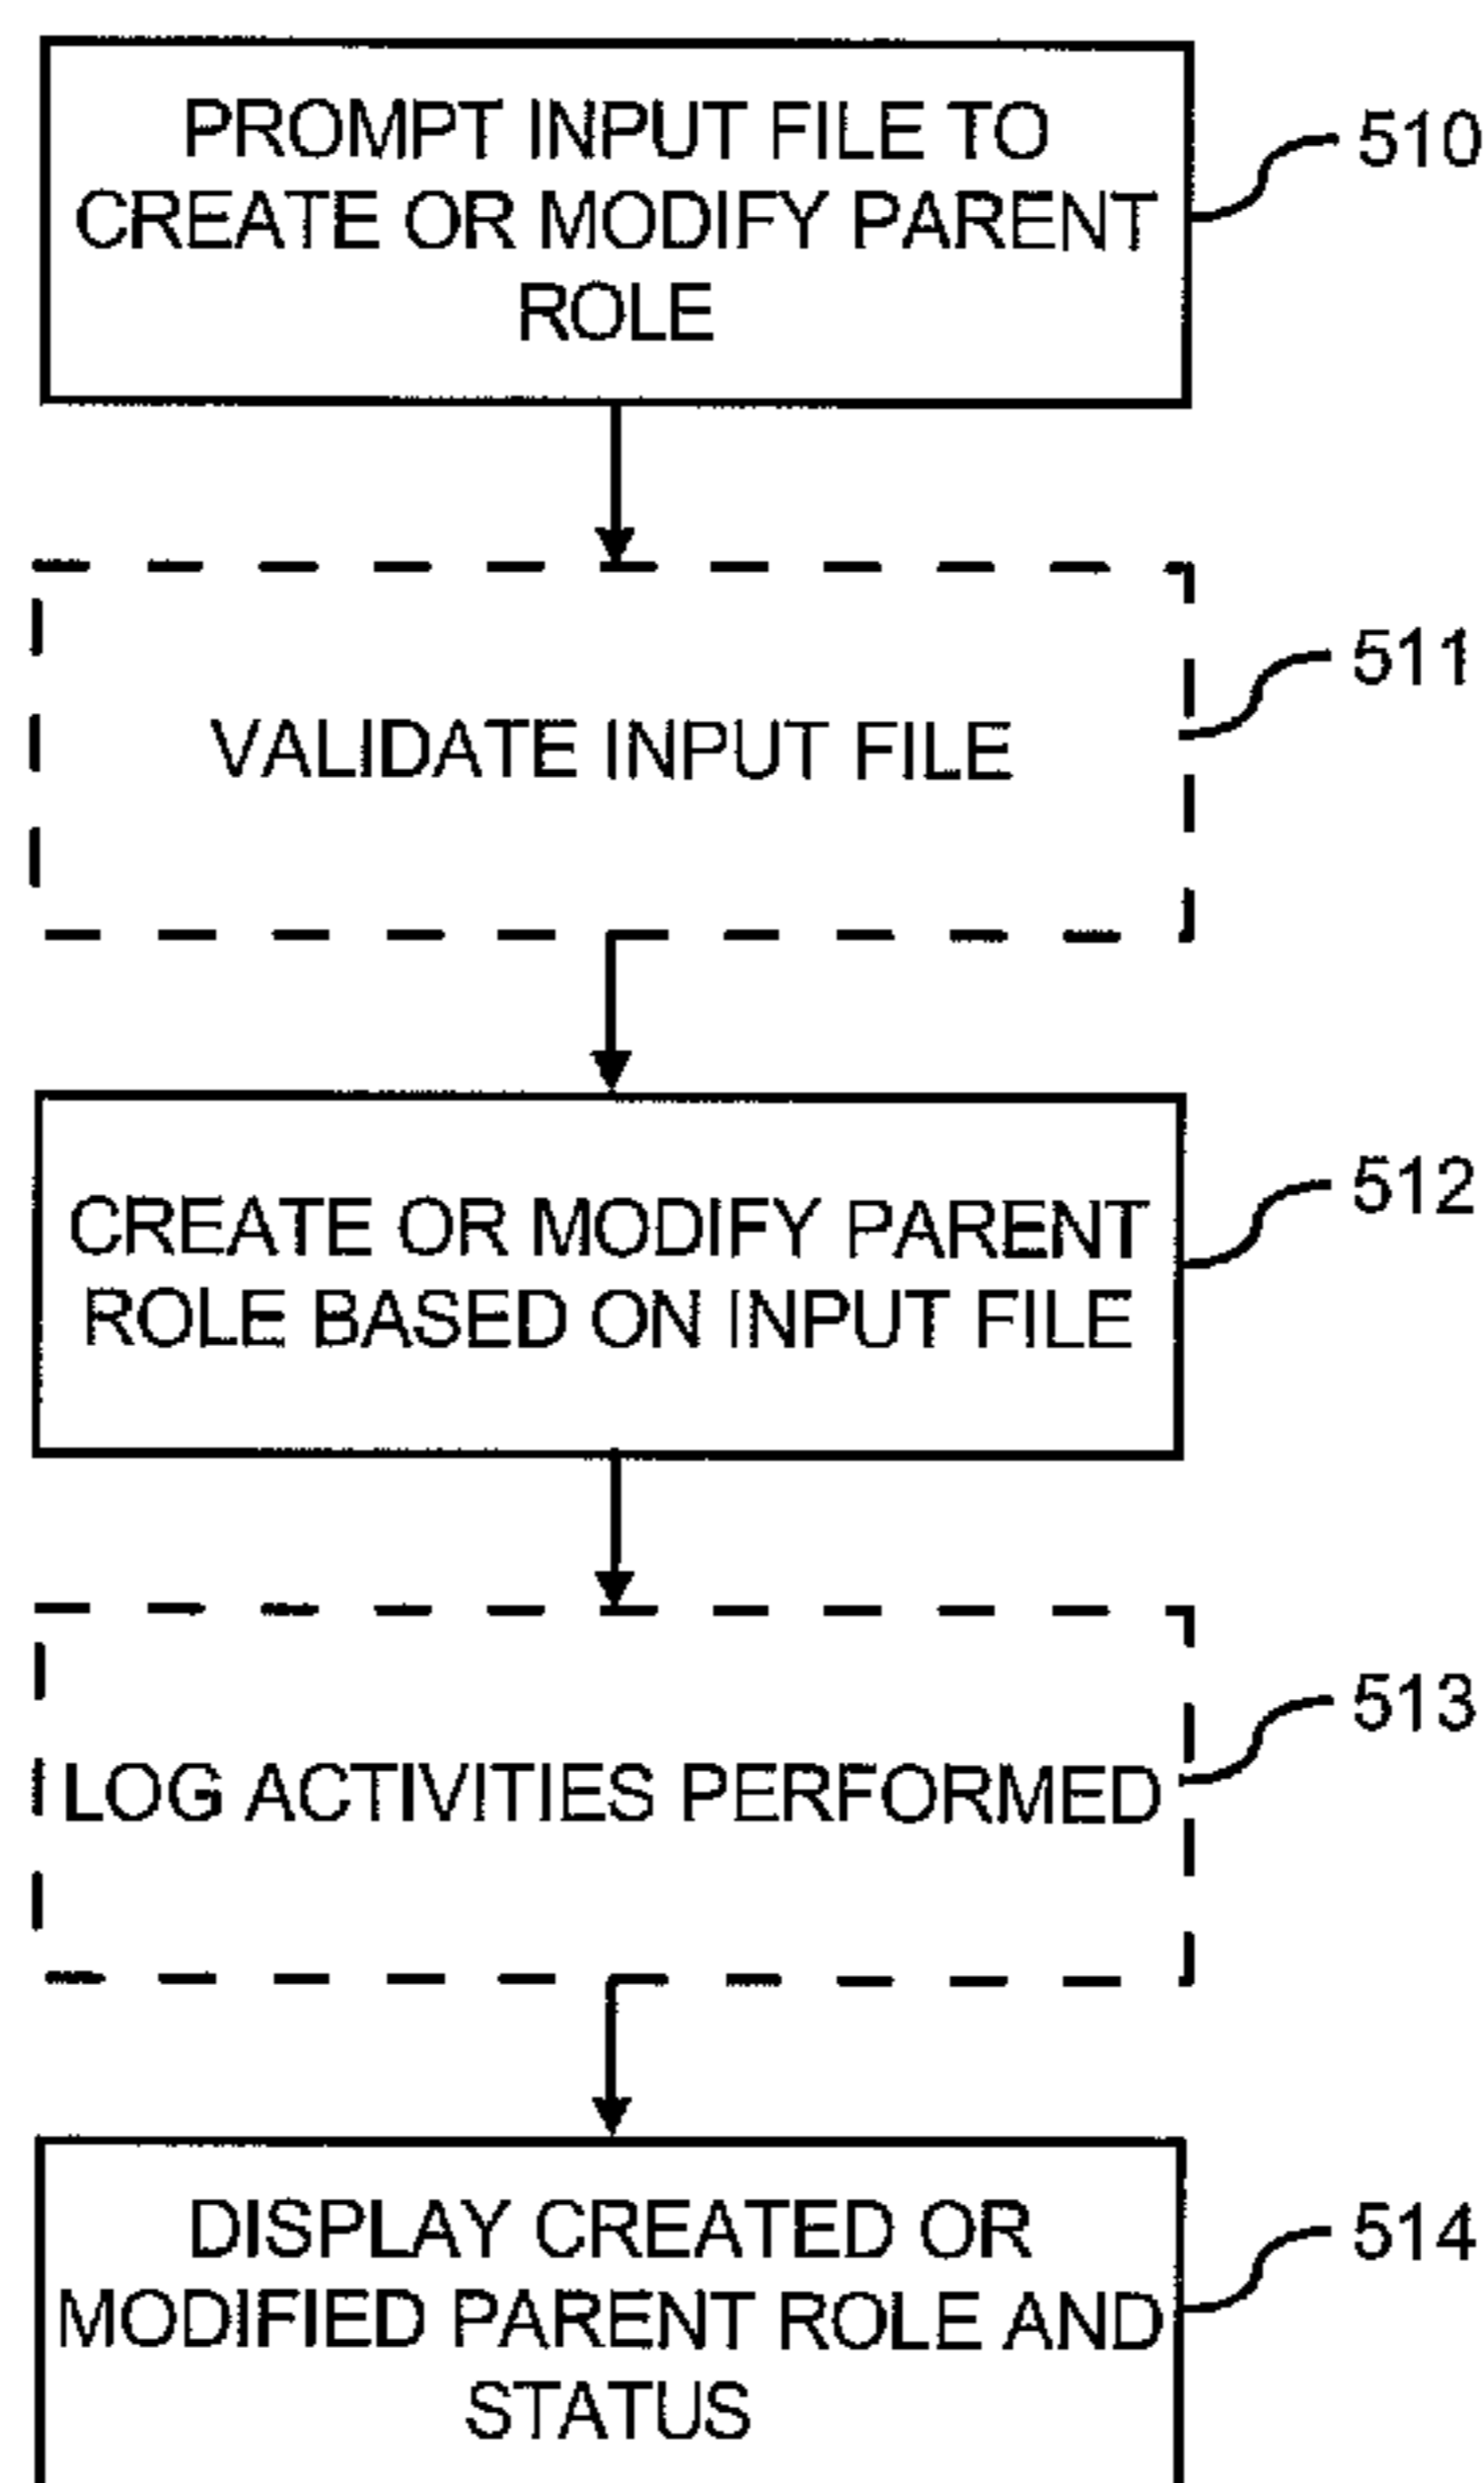 PROMPT INPUT FILE TO
CREATE OR MODIFY PARENT
ROLE
510
VALIDATE INPUT FILE
511
CREATE OR MODIFY PARENT
ROLE BASED ON INPUT FILE
512
LOG ACTIVITIES PERFORMED
513
DISPLAY CREATED OR
MODIFIED PARENT ROLE AND
STATUS
514